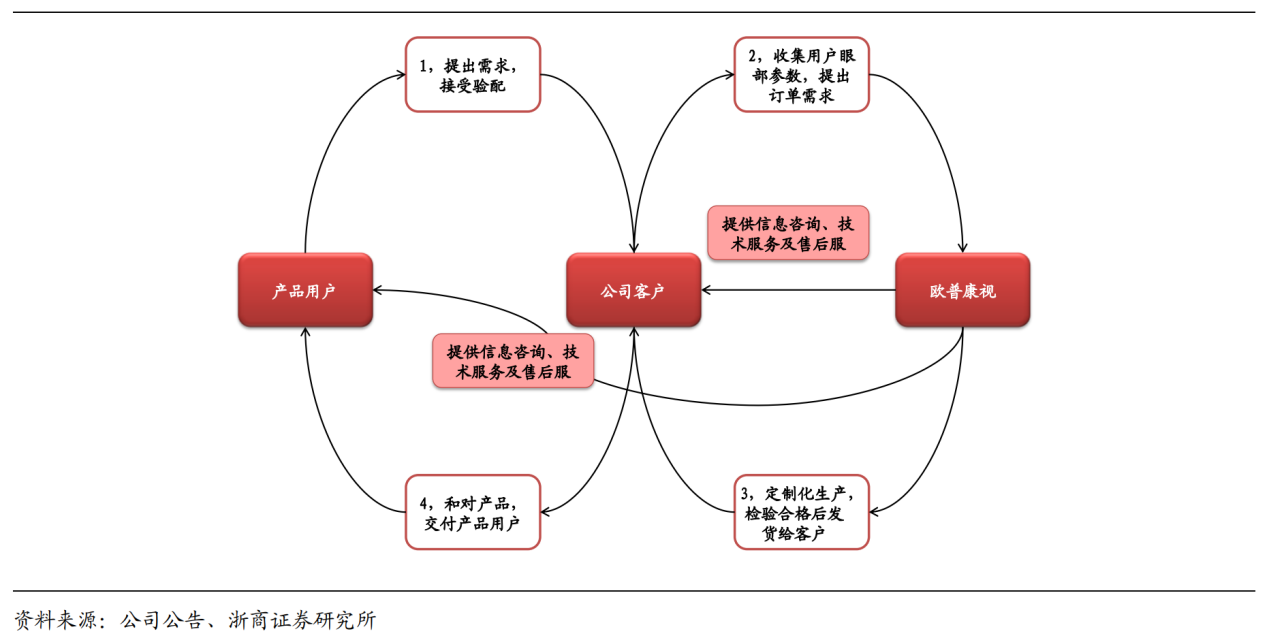 1，提出需求，
接受验配
2，收集用户眼
部参数，提出
订单需求
提供信息咨询、技
术服务及售后服
产品用户
公司客户
欧普康视
提供信息咨询、技
术服务及售后服
4，和对产品，
交付产品用户
3，定制化生产，
检验合格后发
货给客户
资料来源：公司公告、浙商证券研究所